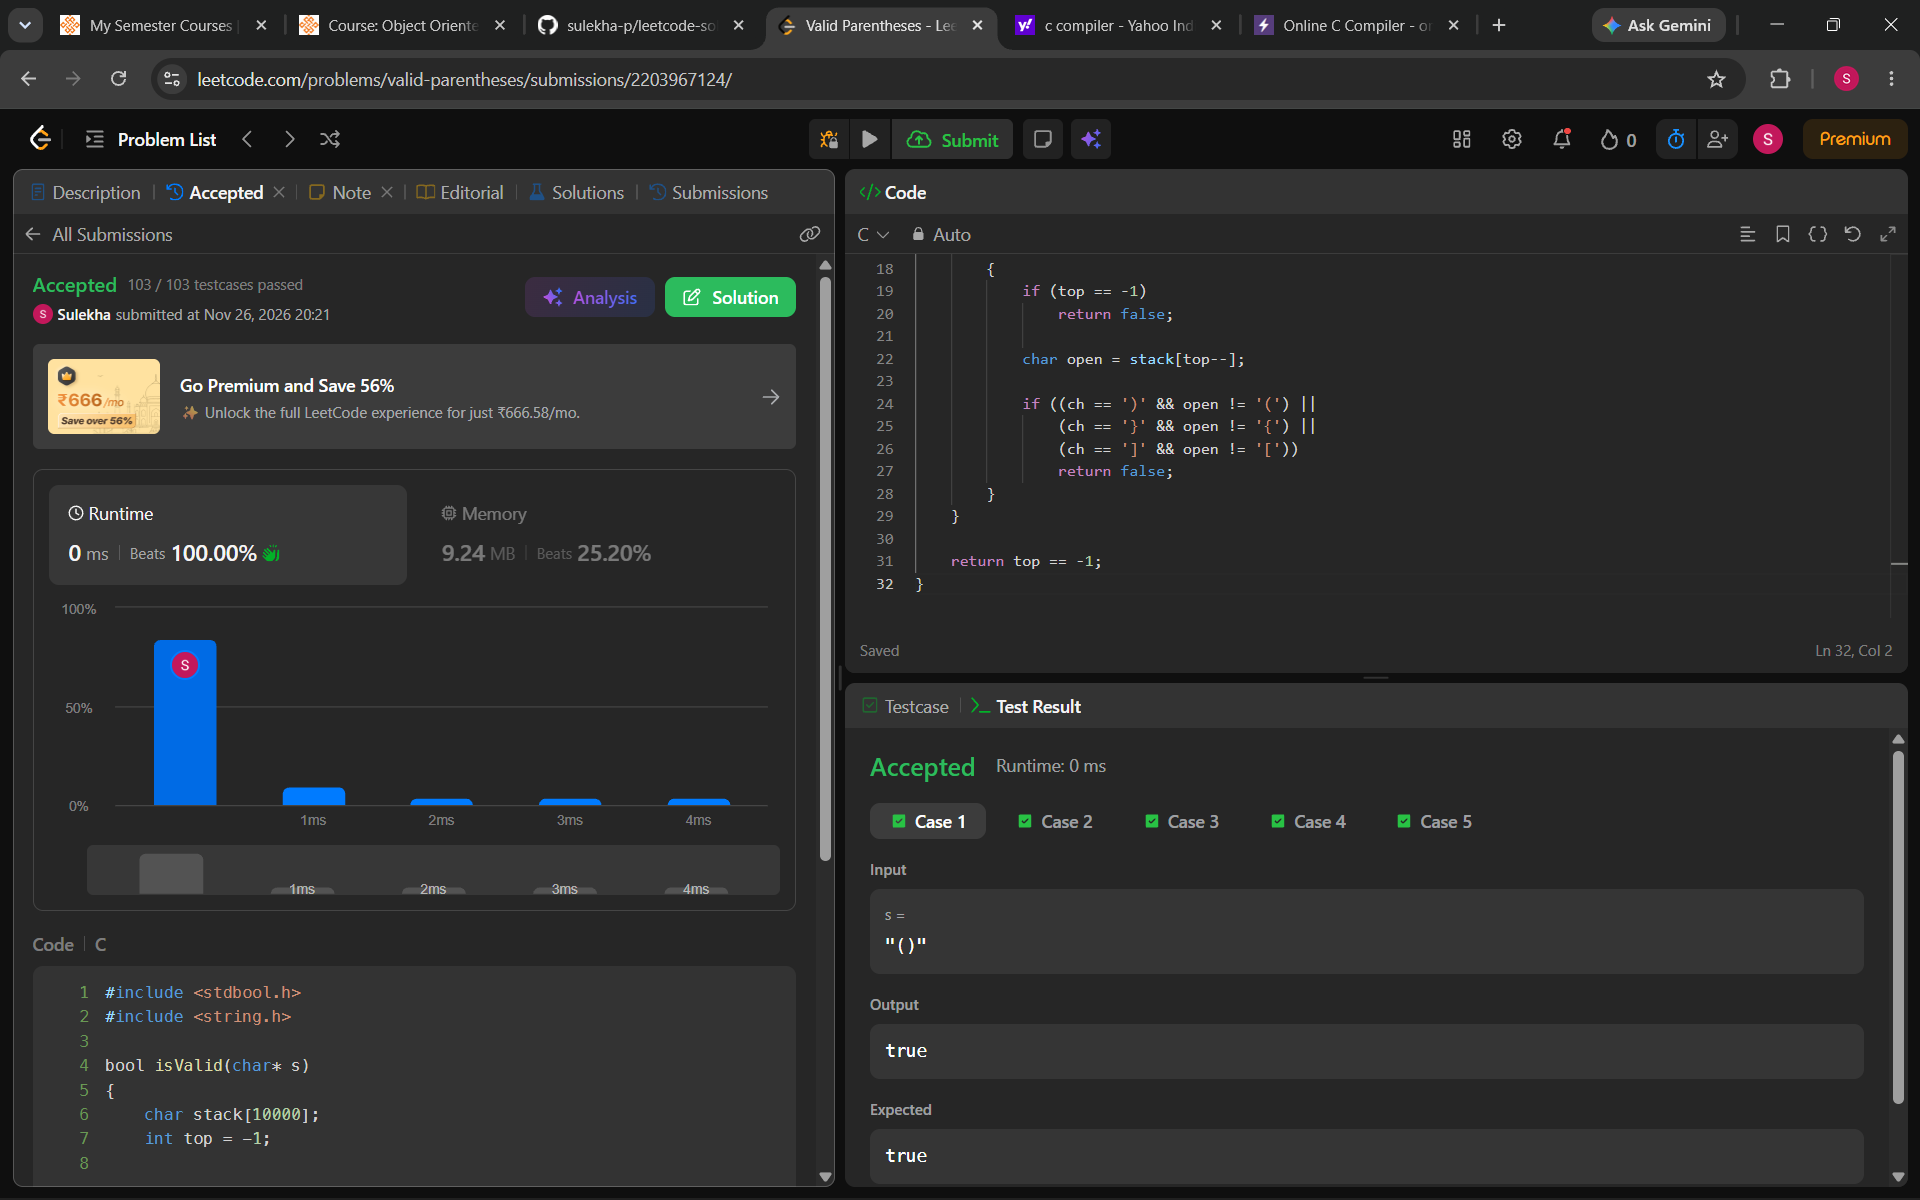 My Semester Courses
Course: Object Oriente
sulekha-p/leetcode-so
Valid Parentheses - Lee
c compiler - Yahoo Ind
Online C Compiler - o
Ask Gemini
leetcode.com/problems/valid-parentheses/submissions/2203967124/
S
Problem List
Submit
0
S
Premium
Description
Accepted
Note
Editorial
Solutions
Submissions
All Submissions
Accepted 103 / 103 testcases passed
S Sulekha submitted at Nov 26, 2026 20:21
Analysis
Solution
₹666/mo
Save over 56%
Go Premium and Save 56%
Unlock the full LeetCode experience for just ₹666.58/mo.
Runtime
0 ms Beats 100.00%
Memory
9.24 MB Beats 25.20%
100%
50%
0%
S
1ms
2ms
3ms
4ms
1ms
2ms
3ms
4ms
Code C
1 #include <stdbool.h>
2 #include <string.h>
3
4 bool isValid(char* s)
5 {
6 char stack[10000];
7 int top = -1;
8
Code
C
Auto
18 {
19 if (top == -1)
20 return false;
21
22 char open = stack[top--];
23
24 if ((ch == ')' && open != '(') ||
25 (ch == '}' && open != '{') ||
26 (ch == ']' && open != '['))
27 return false;
28 }
29 }
30
31 return top == -1;
32 }
Saved
Ln 32, Col 2
Testcase
Test Result
Accepted Runtime: 0 ms
Case 1
Case 2
Case 3
Case 4
Case 5
Input
s =
"()"
Output
true
Expected
true